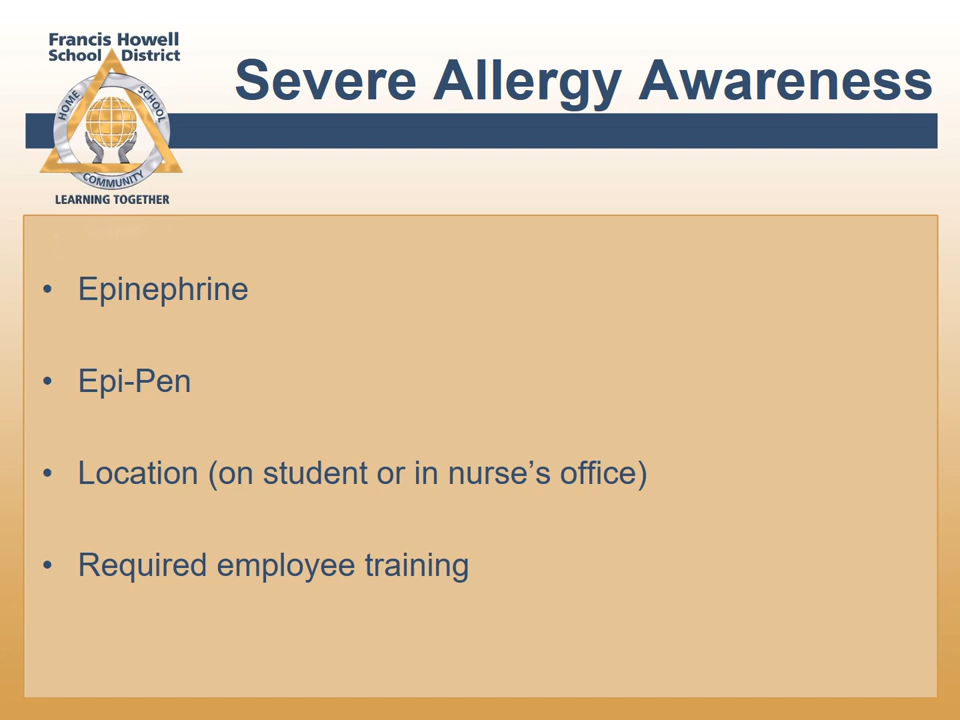 Francis Howell
School District
HOME
SCHOOL
COMMUNITY
LEARNING TOGETHER
Severe Allergy Awareness
• Epinephrine
• Epi-Pen
• Location (on student or in nurse’s office)
• Required employee training